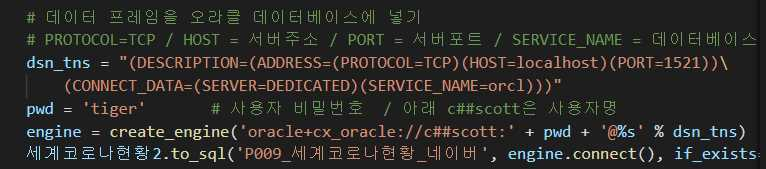 # 데이터 프레임을 오라클 데이터베이스에 넣기
# PROTOCOL=TCP / HOST = 서버주소 / PORT = 서버포트 / SERVICE_NAME = 데이터베이스
dsn_tns = "(DESCRIPTION=(ADDRESS=(PROTOCOL=TCP)(HOST=localhost)(PORT=1521))\
(CONNECT_DATA=(SERVER=DEDICATED)(SERVICE_NAME=orcl)))"
pwd = 'tiger' # 사용자 비밀번호 / 아래 c##scott은 사용자명
engine = create_engine('oracle+cx_oracle://c##scott:' + pwd + '@%s' % dsn_tns)
세계코로나현황2.to_sql('P009_세계코로나현황_네이버', engine.connect(), if_exists=